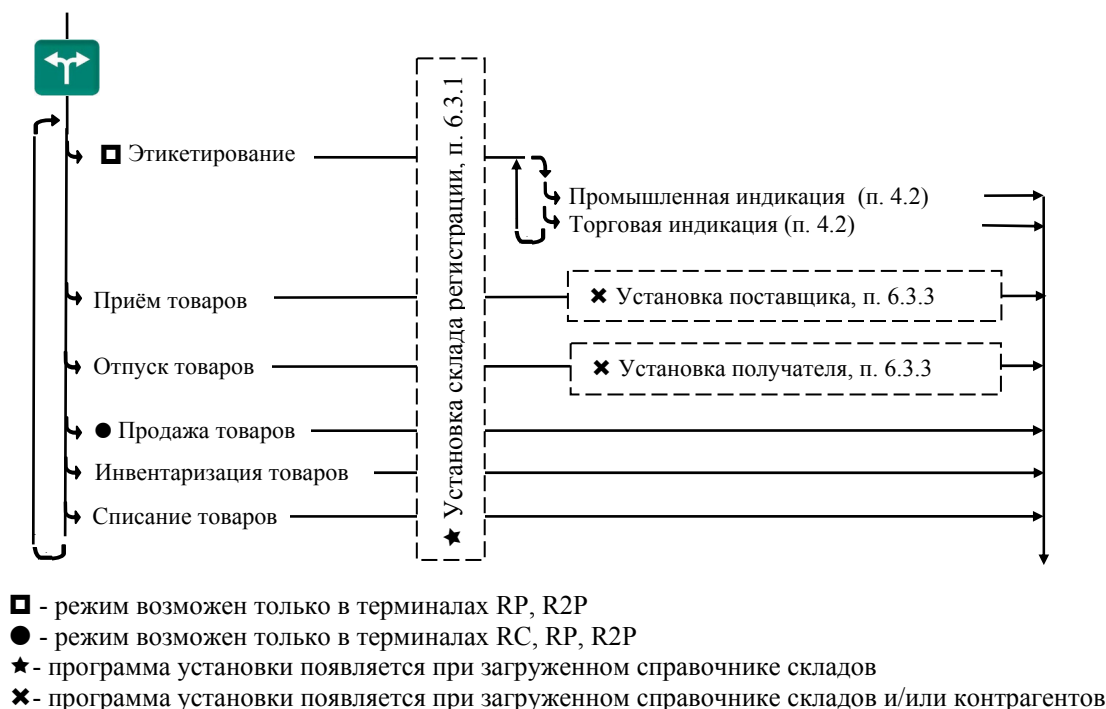 🞑 Этикетирование
Промышленная индикация (п. 4.2)
Торговая индикация (п. 4.2)
★ Установка склада регистрации, п. 6.3.1
Приём товаров
✖ Установка поставщика, п. 6.3.3
Отпуск товаров
✖ Установка получателя, п. 6.3.3
● Продажа товаров
Инвентаризация товаров
Списание товаров
🞑 - режим возможен только в терминалах RP, R2P
● - режим возможен только в терминалах RC, RP, R2P
★- программа установки появляется при загруженном справочнике складов
✖- программа установки появляется при загруженном справочнике складов и/или контрагентов